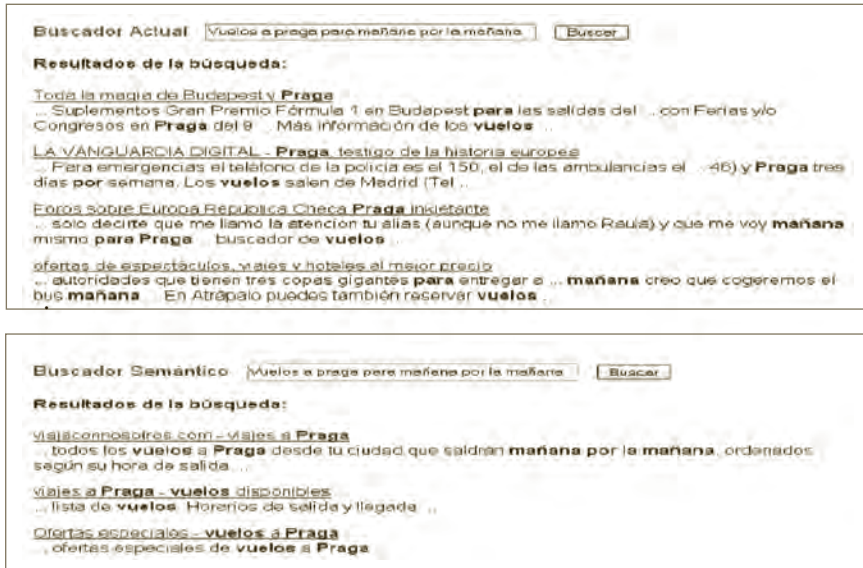 Buscador Actual Vuelos a praga para mañana por la mañana Buscar
Resultados de la búsqueda:
Toda la magia de Budapest y Praga
... Suplementos Gran Premio Fórmula 1 en Budapest para las salidas del ... con Ferias y/o
Congresos en Praga del 9 ... Más información de los vuelos ...
LA VANGUARDIA DIGITAL - Praga, testigo de la historia europea
... Para emergencias el teléfono de la policía es el 150, el de las ambulancias el ... 46) y Praga tres
días por semana. Los vuelos salen de Madrid (Tel ...
Foros sobre Europa República Checa Praga inkietante
... solo decirte que me llamó la atencion tu alias (aunque no me llamo Raula) y que me voy mañana
mismo para Praga ... buscador de vuelos ...
ofertas de espectáculos, viajes y hoteles al mejor precio
... autoridades que tienen tres copas gigantes para entregar a ... mañana creo que cogeremos el
bus mañana ... En Atrápalo puedes también reservar vuelos ...
Buscador Semántico Vuelos a praga para mañana por la mañana Buscar
Resultados de la búsqueda:
viajaconnosotros.com - viajes a Praga
... todos los vuelos a Praga desde tu ciudad que saldrán mañana por la mañana, ordenados
según su hora de salida ...
viajes a Praga - vuelos disponibles
... lista de vuelos. Horarios de salida y llegada ...
Ofertas especiales - vuelos a Praga
... ofertas especiales de vuelos a Praga